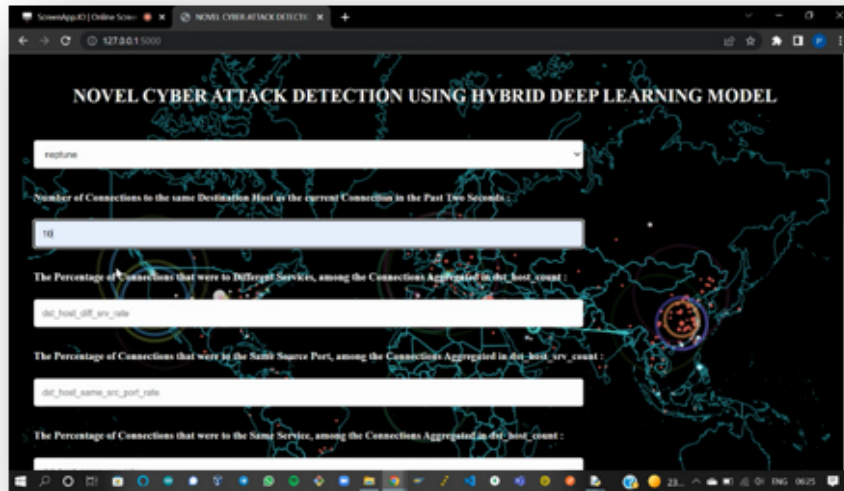 ScreenApp.IO | Online Screen
NOVEL CYBER ATTACK DETECTIC
127.0.0.1:5000
NOVEL CYBER ATTACK DETECTION USING HYBRID DEEP LEARNING MODEL
neptune
Number of Connections to the same Destination Host as the current Connection in the Past Two Seconds :
10
The Percentage of Connections that were to Different Services, among the Connections Aggregated in dst_host_count :
dst_host_diff_srv_rate
The Percentage of Connections that were to the Same Source Port, among the Connections Aggregated in dst_host_srv_count :
dst_host_same_src_port_rate
The Percentage of Connections that were to the Same Service, among the Connections Aggregated in dst_host_count :
23...
ENG
06:25